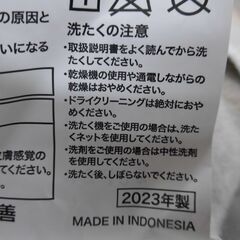 の原因と
いになる
洗たくの注意
・取扱説明書をよく読んでから洗
たくしてください。
・乾燥機の使用や通電しながらの
乾燥はおやめください。
・ドライクリーニングは絶対におや
めください。
・洗たく機をご使用の場合は、洗た
くネットを使用してください。
・洗剤をご使用の場合は中性洗剤
を使用してください。
・洗たく後、しぼらないでください。
膚感覚の
善
2023年製
MADE IN INDONESIA